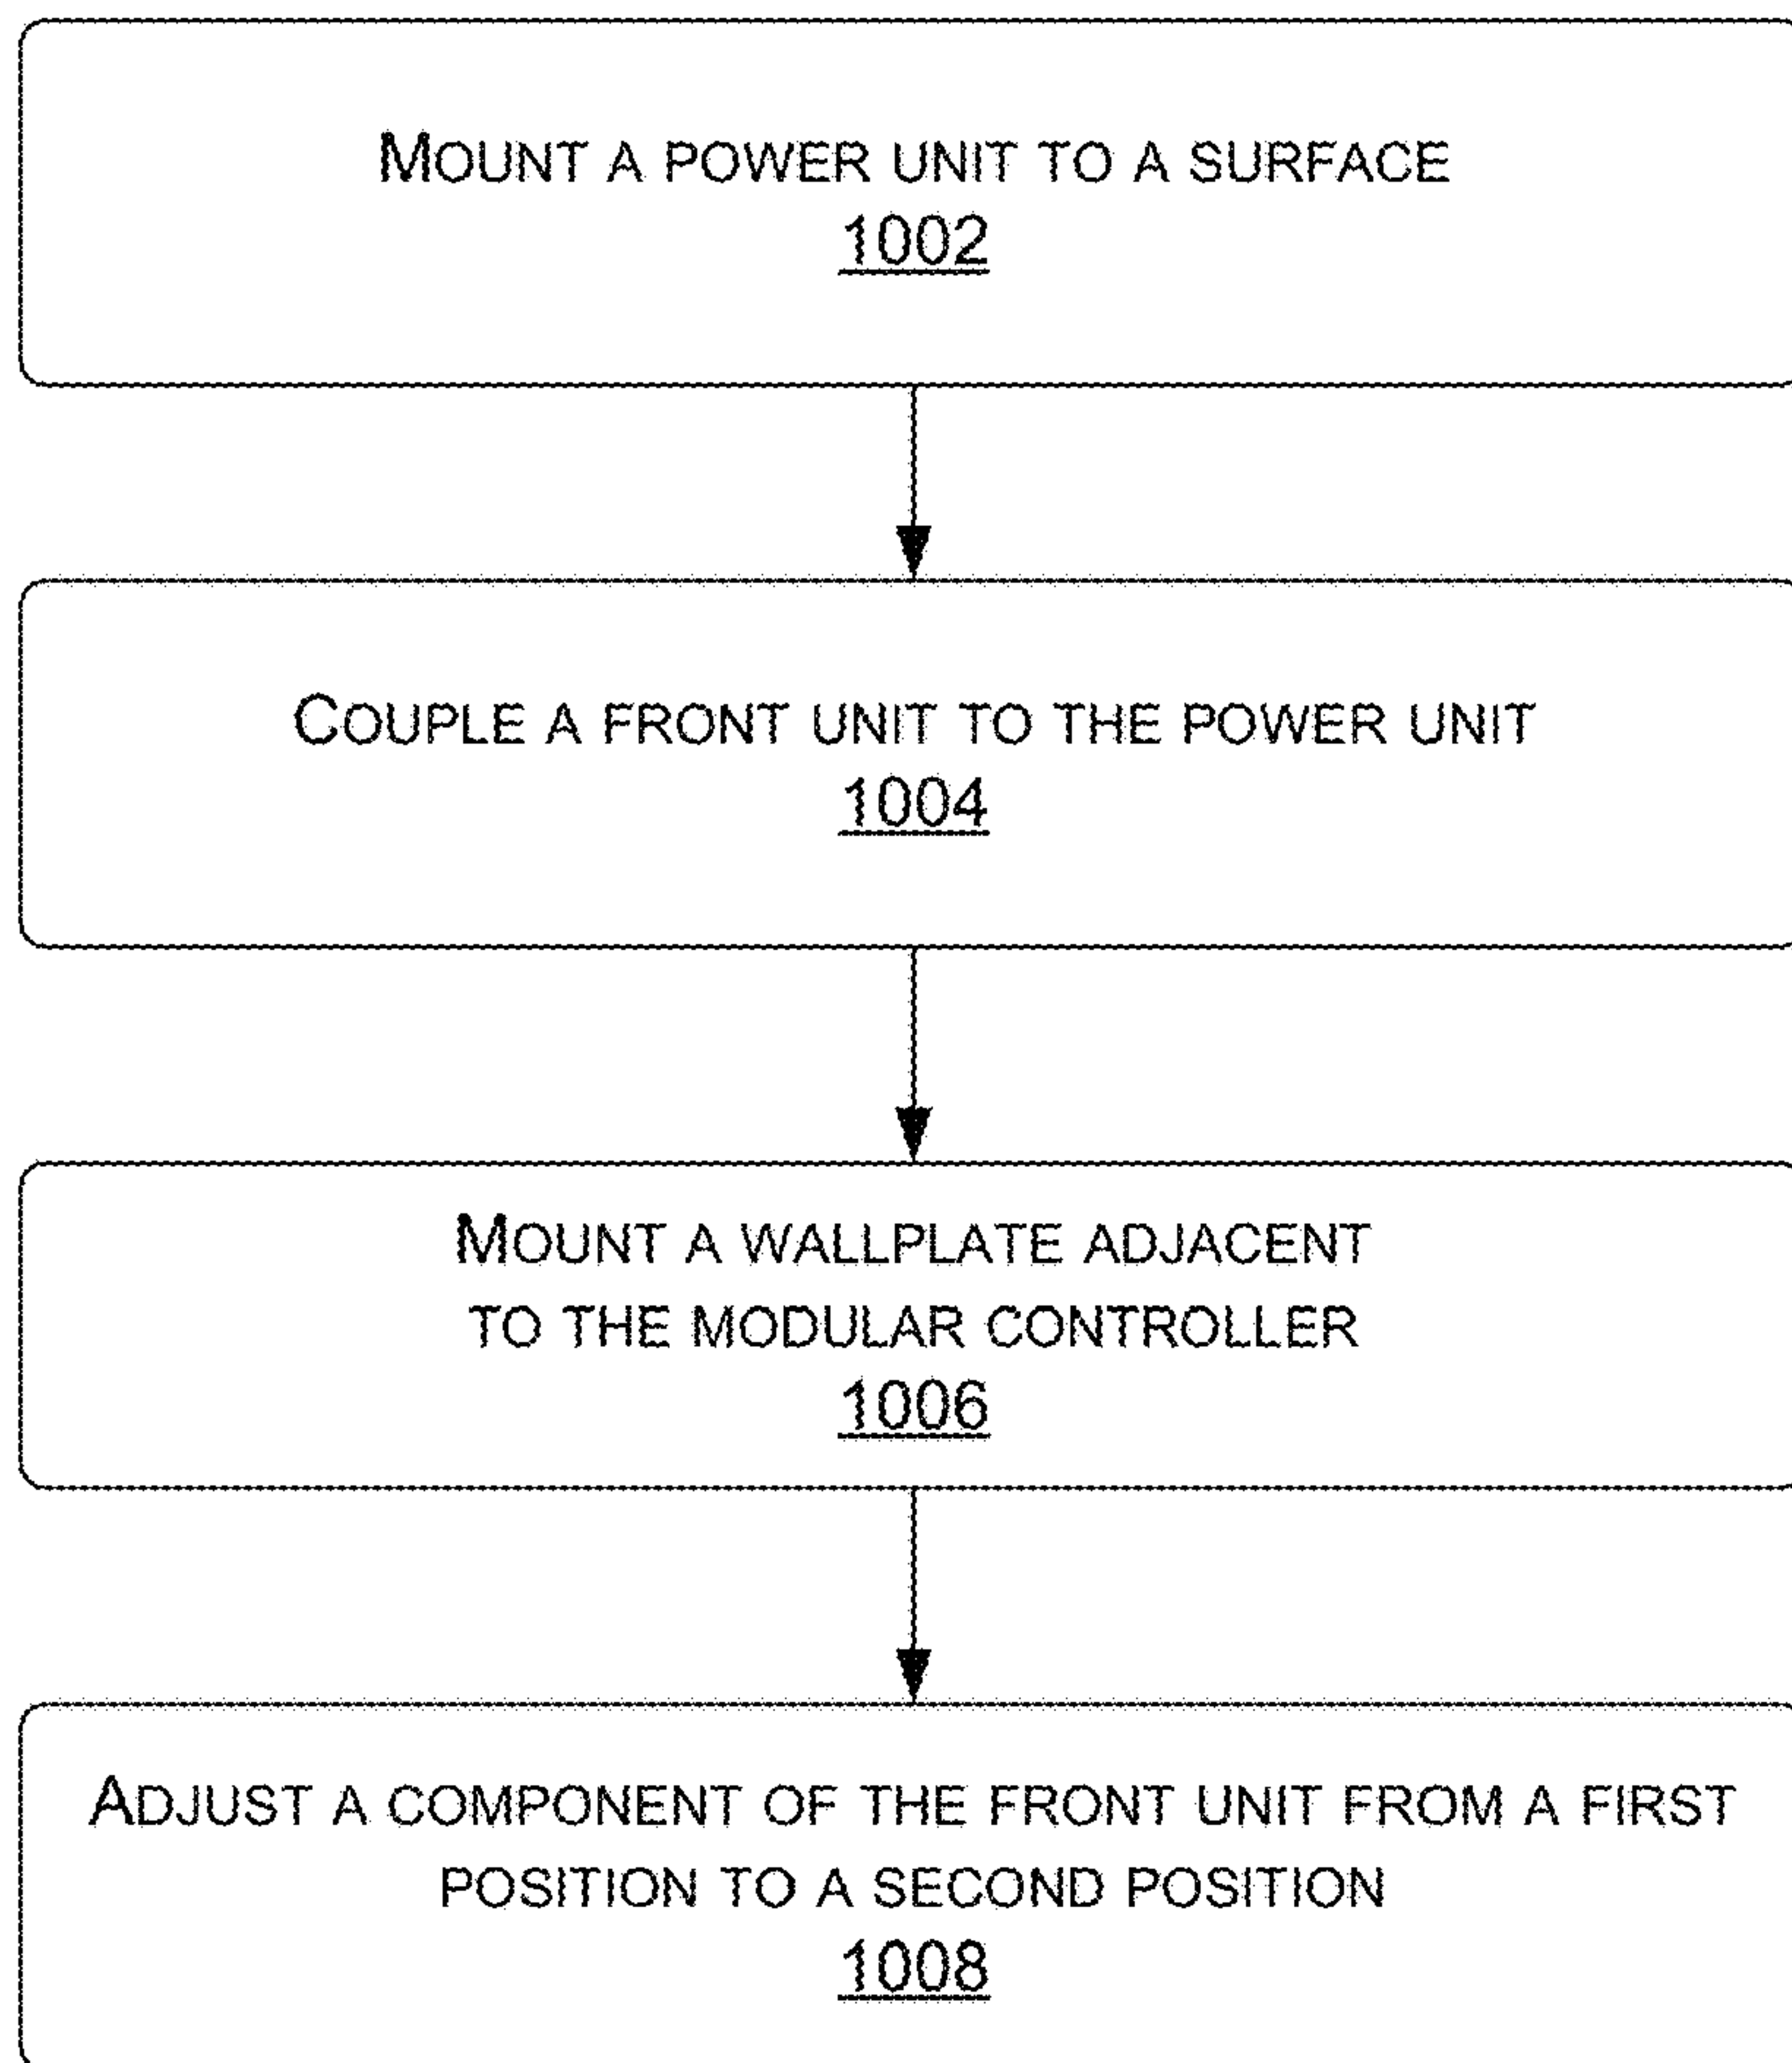 MOUNT A POWER UNIT TO A SURFACE
1002
COUPLE A FRONT UNIT TO THE POWER UNIT
1004
MOUNT A WALLPLATE ADJACENT
TO THE MODULAR CONTROLLER
1006
ADJUST A COMPONENT OF THE FRONT UNIT FROM A FIRST
POSITION TO A SECOND POSITION
1008